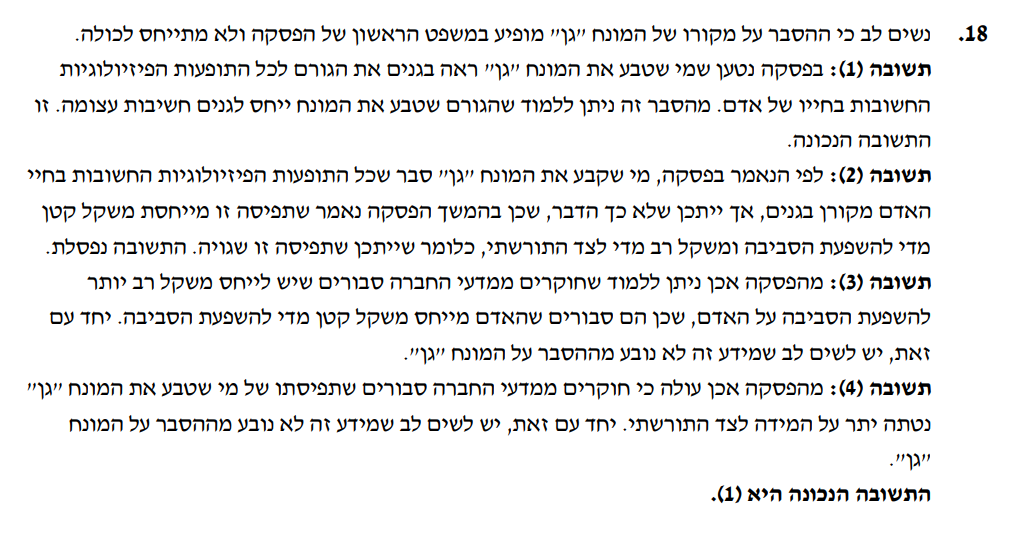 18. נשים לב כי ההסבר על מקורו של המונח "גן" מופיע במשפט הראשון של הפסקה ולא מתייחס לכולה.
תשובה (1): בפסקה נטען שמי שטבע את המונח "גן" ראה בגנים את הגורם לכל התופעות הפיזיולוגיות
החשובות בחייו של אדם. מהסבר זה ניתן ללמוד שהגורם שטבע את המונח ייחס לגנים חשיבות עצומה. זו
התשובה הנכונה.
תשובה (2): לפי הנאמר בפסקה, מי שקבע את המונח "גן" סבר שכל התופעות הפיזיולוגיות החשובות בחיי
האדם מקורן בגנים, אך ייתכן שלא כך הדבר, שכן בהמשך הפסקה נאמר שתפיסה זו מייחסת משקל קטן
מדי להשפעת הסביבה ומשקל רב מדי לצד התורשתי, כלומר שייתכן שתפיסה זו שגויה. התשובה נפסלת.
תשובה (3): מהפסקה אכן ניתן ללמוד שחוקרים ממדעי החברה סבורים שיש לייחס משקל רב יותר
להשפעת הסביבה על האדם, שכן הם סבורים שהאדם מייחס משקל קטן מדי להשפעת הסביבה. יחד עם
זאת, יש לשים לב שמידע זה לא נובע מההסבר על המונח "גן".
תשובה (4): מהפסקה אכן עולה כי חוקרים ממדעי החברה סבורים שתפיסתו של מי שטבע את המונח "גן"
נטתה יתר על המידה לצד התורשתי. יחד עם זאת, יש לשים לב שמידע זה לא נובע מההסבר על המונח
"גן".
התשובה הנכונה היא (1).